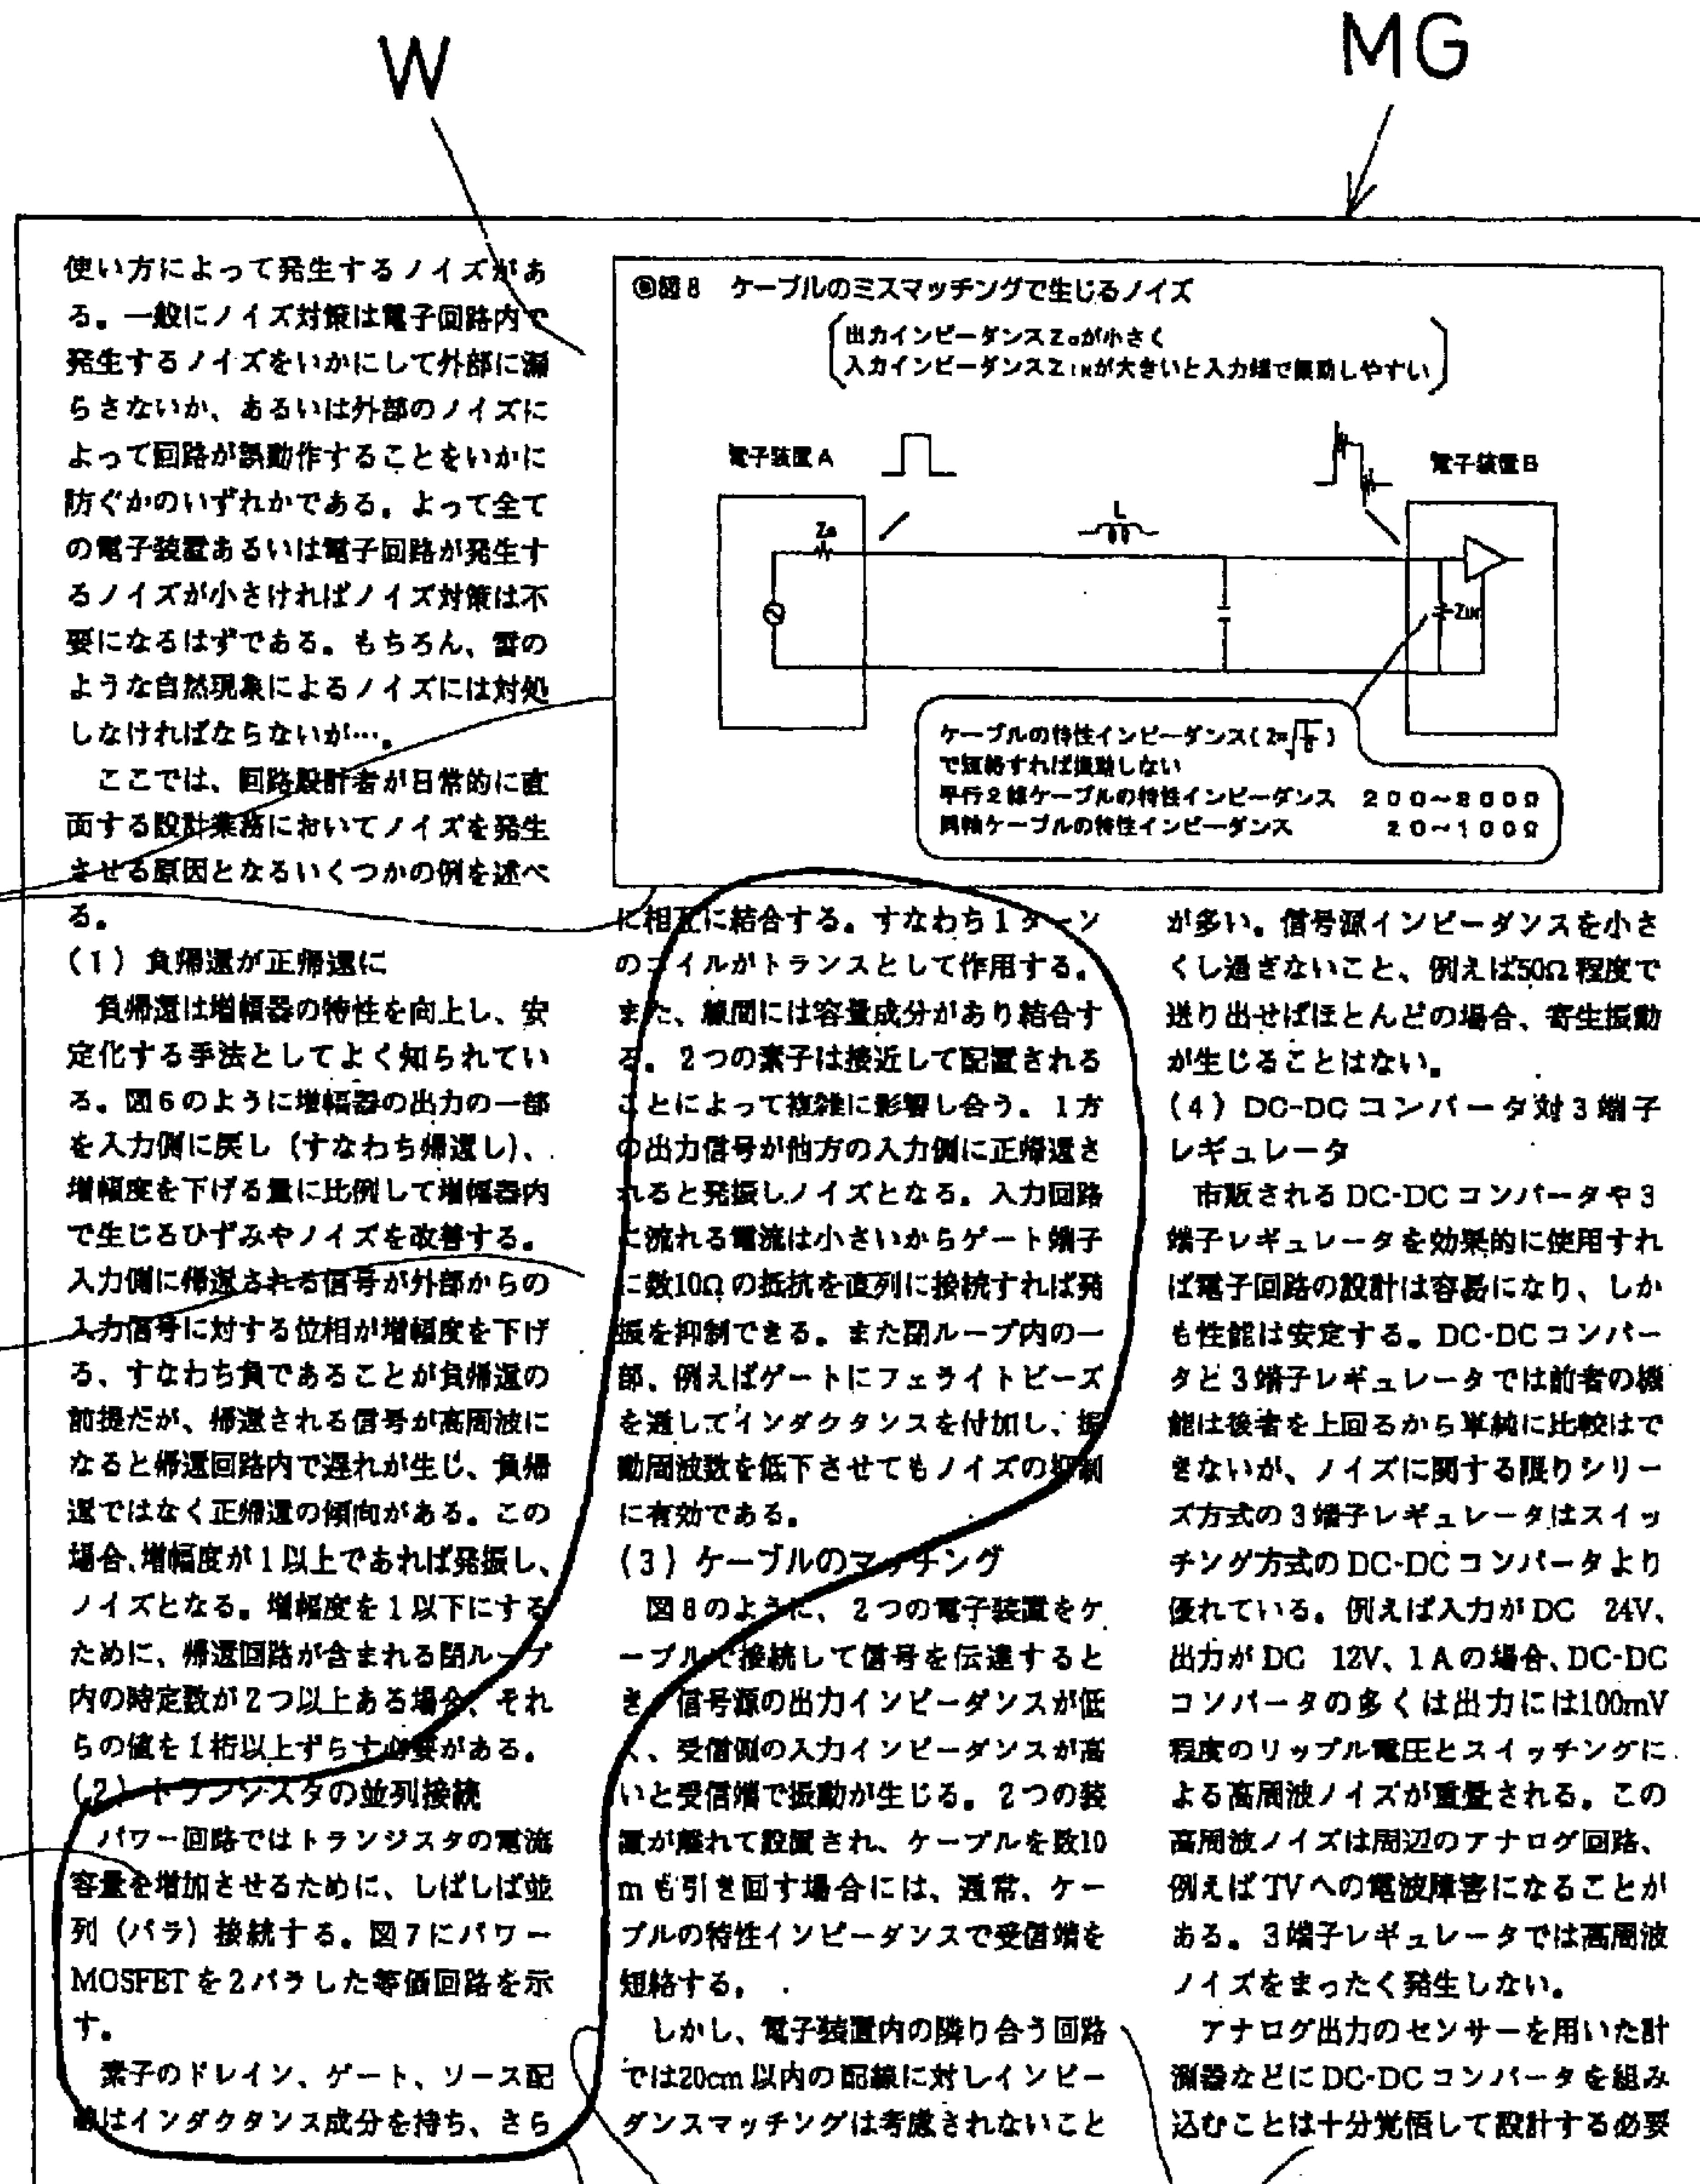 W
MG
使い方によって発生するノイズがあ
る。一般にノイズ対策は電子回路内で
発生するノイズをいかにして外部に漏
らさないか、あるいは外部のノイズに
よって回路が誤動作することをいかに
防ぐかのいずれかである。よって全て
の電子装置あるいは電子回路が発生す
るノイズが小さければノイズ対策は不
要になるはずである。もちろん、雷の
ような自然現象によるノイズには対処
しなければならないが…。
ここでは、回路設計者が日常的に直
面する設計業務においてノイズを発生
させる原因となるいくつかの例を述べ
る。
(1) 負帰還が正帰還に
負帰還は増幅器の特性を向上し、安
定化する手法としてよく知られてい
る。図6のように増幅器の出力の一部
を入力側に戻し(すなわち帰還し)、
増幅度を下げる量に比例して増幅器内
で生じるひずみやノイズを改善する。
入力側に帰還される信号が外部からの
入力信号に対する位相が増幅度を下げ
る、すなわち負であることが負帰還の
前提だが、帰還される信号が高周波に
なると帰還回路内で遅れが生じ、負帰
還ではなく正帰還の傾向がある。この
場合、増幅度が1以上であれば発振し、
ノイズとなる。増幅度を1以下にする
ために、帰還回路が含まれる閉ループ
内の時定数が2つ以上ある場合、それ
らの値を1桁以上ずらす必要がある。
(2) トランジスタの並列接続
パワー回路ではトランジスタの電流
容量を増加させるために、しばしば並
列(パラ)接続する。図7にパワー
MOSFETを2パラした等価回路を示
す。
素子のドレイン、ゲート、ソース配
線はインダクタンス成分を持ち、さら
◎図8 ケーブルのミスマッチングで生じるノイズ
出力インピーダンスZoが小さく
入力インピーダンスZINが大きいと入力端で振動しやすい
電子装置A
電子装置B
Zo
L
ZIN
ケーブルの特性インピーダンス(Z=
で短絡すれば振動しない
平行2線ケーブルの特性インピーダンス 200~300Ω
同軸ケーブルの特性インピーダンス 20~100Ω
に相互に結合する。すなわち1ターン
のコイルがトランスとして作用する。
また、線間には容量成分があり結合す
る。2つの素子は接近して配置される
ことによって複雑に影響し合う。1方
の出力信号が他方の入力側に正帰還さ
れると発振しノイズとなる。入力回路
に流れる電流は小さいからゲート端子
に数10Ωの抵抗を直列に接続すれば発
振を抑制できる。また閉ループ内の一
部、例えばゲートにフェライトビーズ
を通してインダクタンスを付加し、振
動周波数を低下させてもノイズの抑制
に有効である。
(3) ケーブルのマッチング
図8のように、2つの電子装置をケ
ーブルで接続して信号を伝達すると
き、信号源の出力インピーダンスが低
く、受信側の入力インピーダンスが高
いと受信端で振動が生じる。2つの装
置が離れて設置され、ケーブルを数10
mも引き回す場合には、通常、ケー
ブルの特性インピーダンスで受信端を
短絡する。
しかし、電子装置内の隣り合う回路
では20cm以内の配線に対しインピー
ダンスマッチングは考慮されないこと
が多い。信号源インピーダンスを小さ
くし過ぎないこと、例えば50Ω程度で
送り出せばほとんどの場合、寄生振動
が生じることはない。
(4) DC-DCコンバータ対3端子
レギュレータ
市販されるDC-DCコンバータや3
端子レギュレータを効果的に使用すれ
ば電子回路の設計は容易になり、しか
も性能は安定する。DC-DCコンバー
タと3端子レギュレータでは前者の機
能は後者を上回るから単純に比較はで
きないが、ノイズに関する限りシリー
ズ方式の3端子レギュレータはスイッ
チング方式のDC-DCコンバータより
優れている。例えば入力がDC 24V、
出力がDC 12V、1Aの場合、DC-DC
コンバータの多くは出力には100mV
程度のリップル電圧とスイッチングに
よる高周波ノイズが重畳される。この
高周波ノイズは周辺のアナログ回路、
例えばTVへの電波障害になることが
ある。3端子レギュレータでは高周波
ノイズをまったく発生しない。
アナログ出力のセンサーを用いた計
測器などにDC-DCコンバータを組み
込むことは十分覚悟して設計する必要